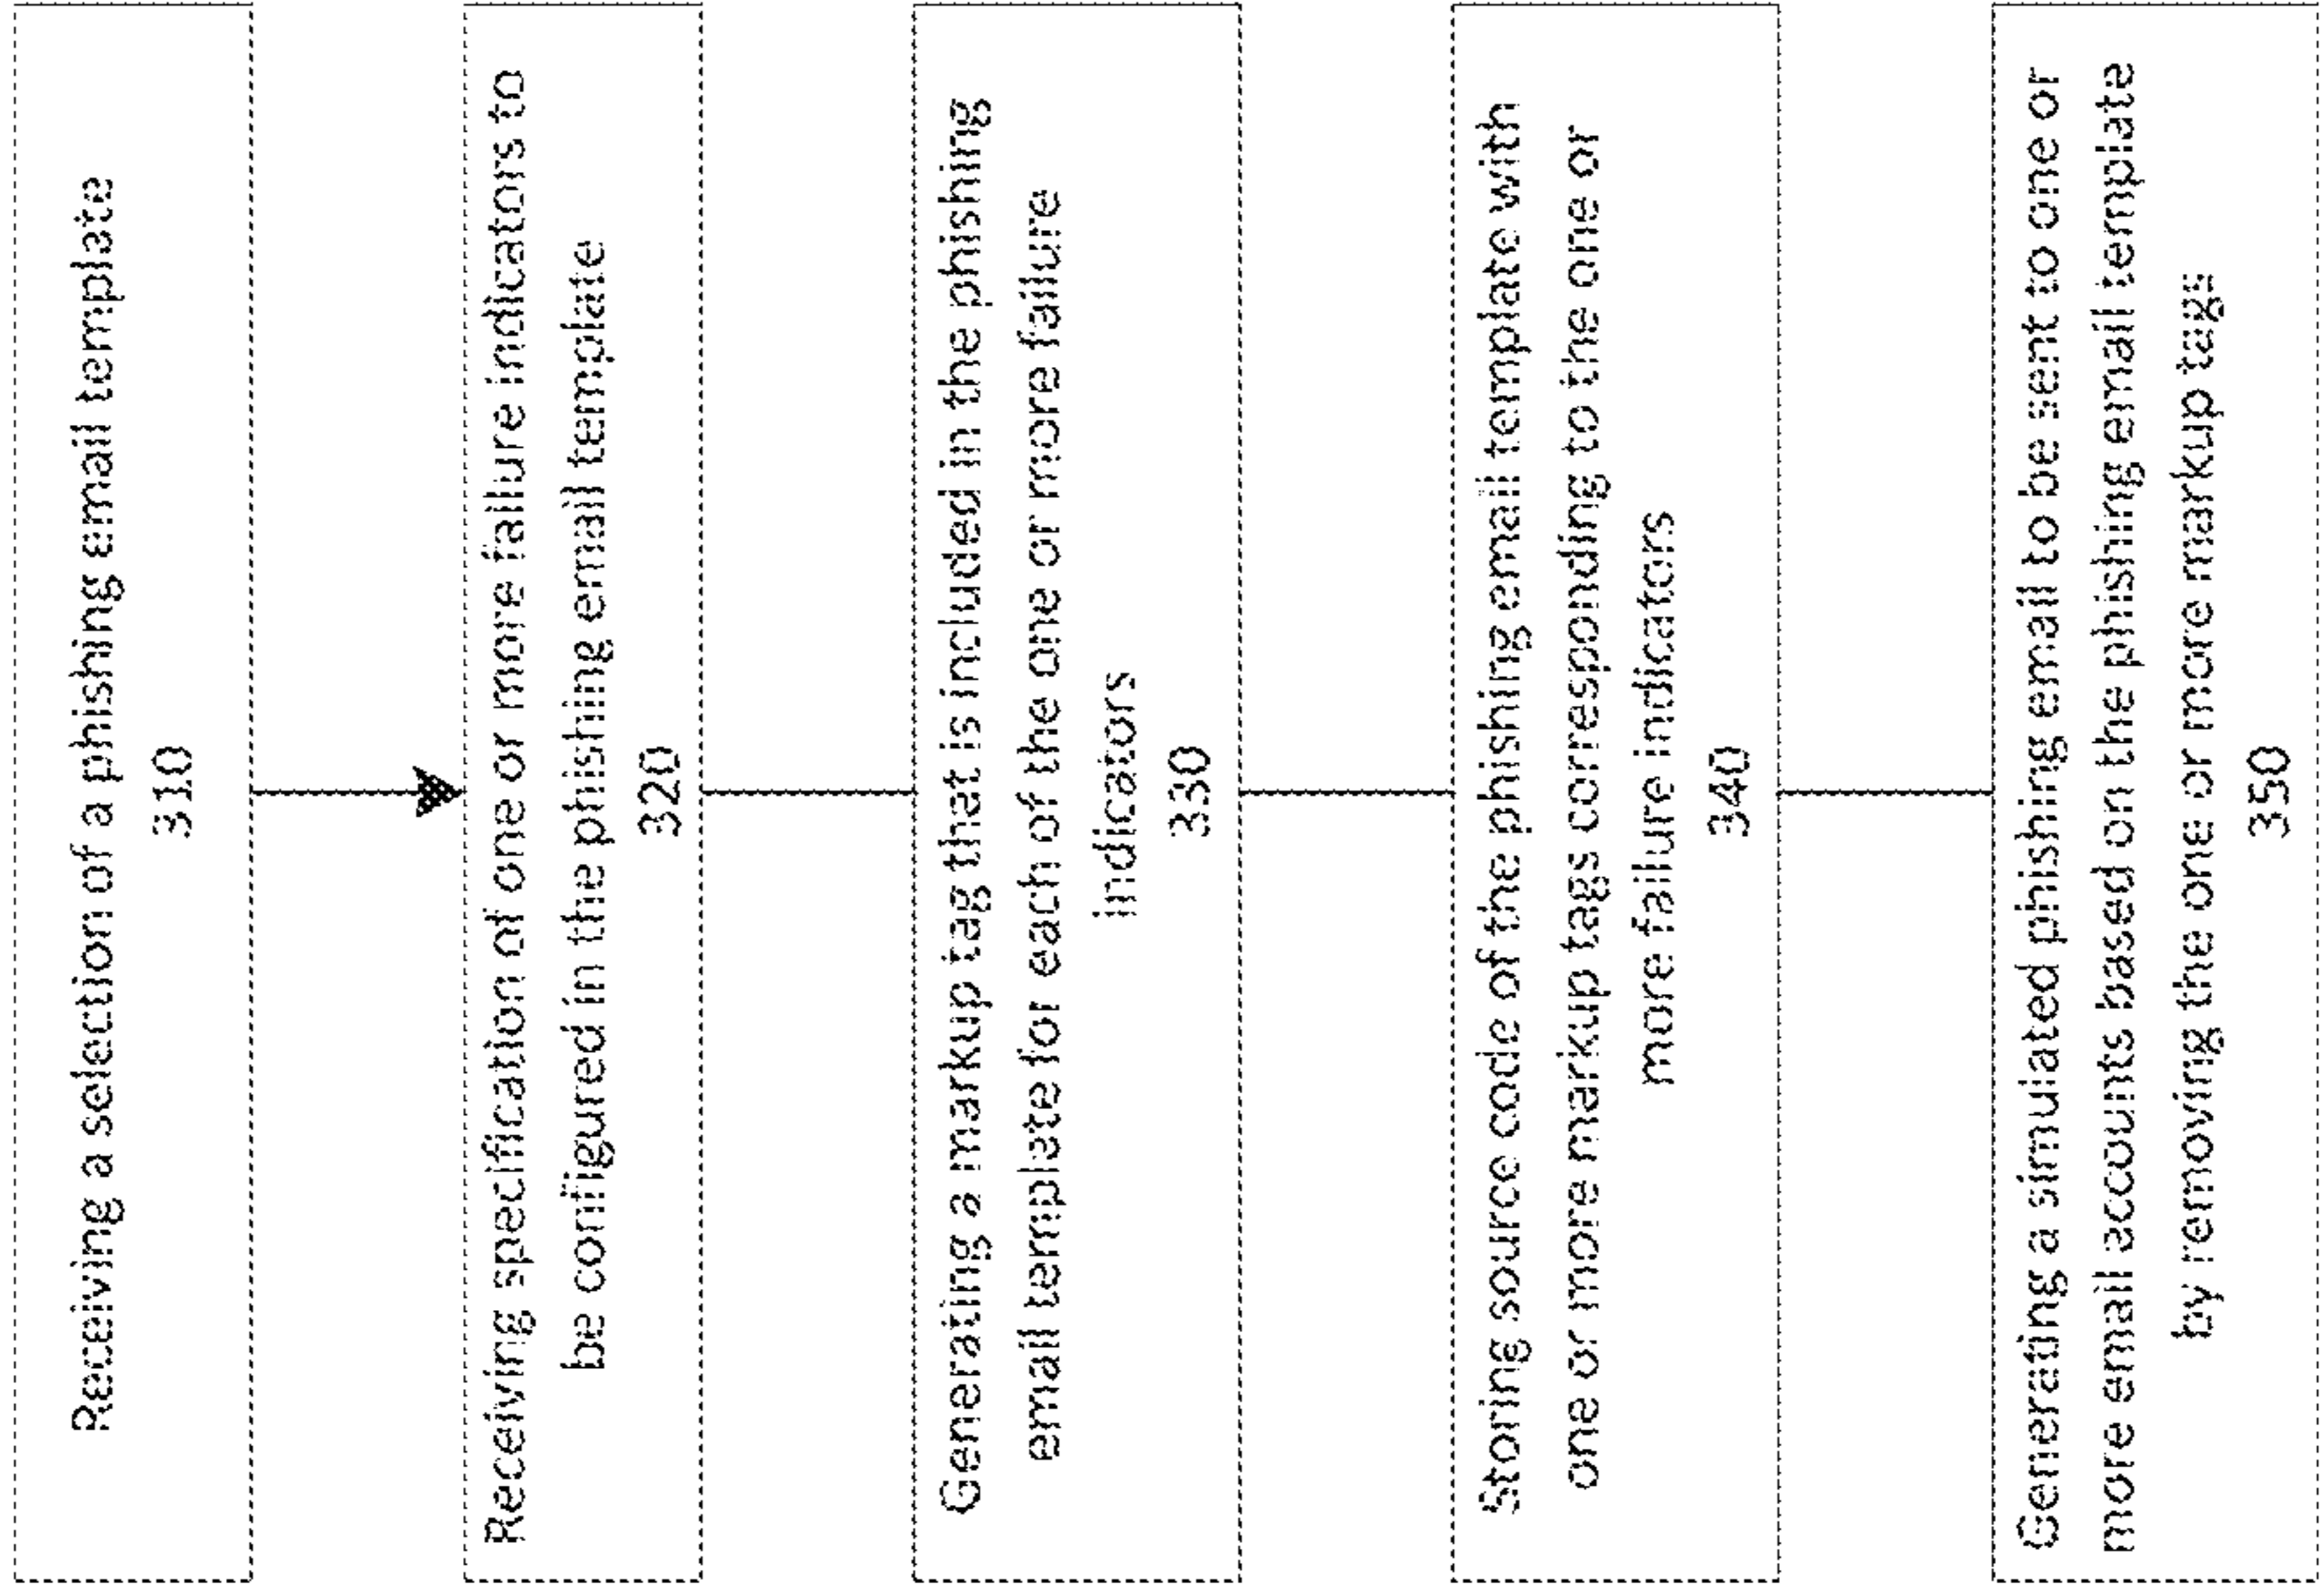 Receiving a selection of a phishing email template
310
Receiving specification of one or more failure indicators to
be configured in the phishing email template
320
Generating a markup tag that is included in the phishing
email template for each of the one or more failure
indicators
330
Storing source code of the phishing email template with
one or more markup tags corresponding to the one or
more failure indicators
340
Generating a simulated phishing email to be sent to one or
more email accounts based on the phishing email template
by removing the one or more markup tags
350